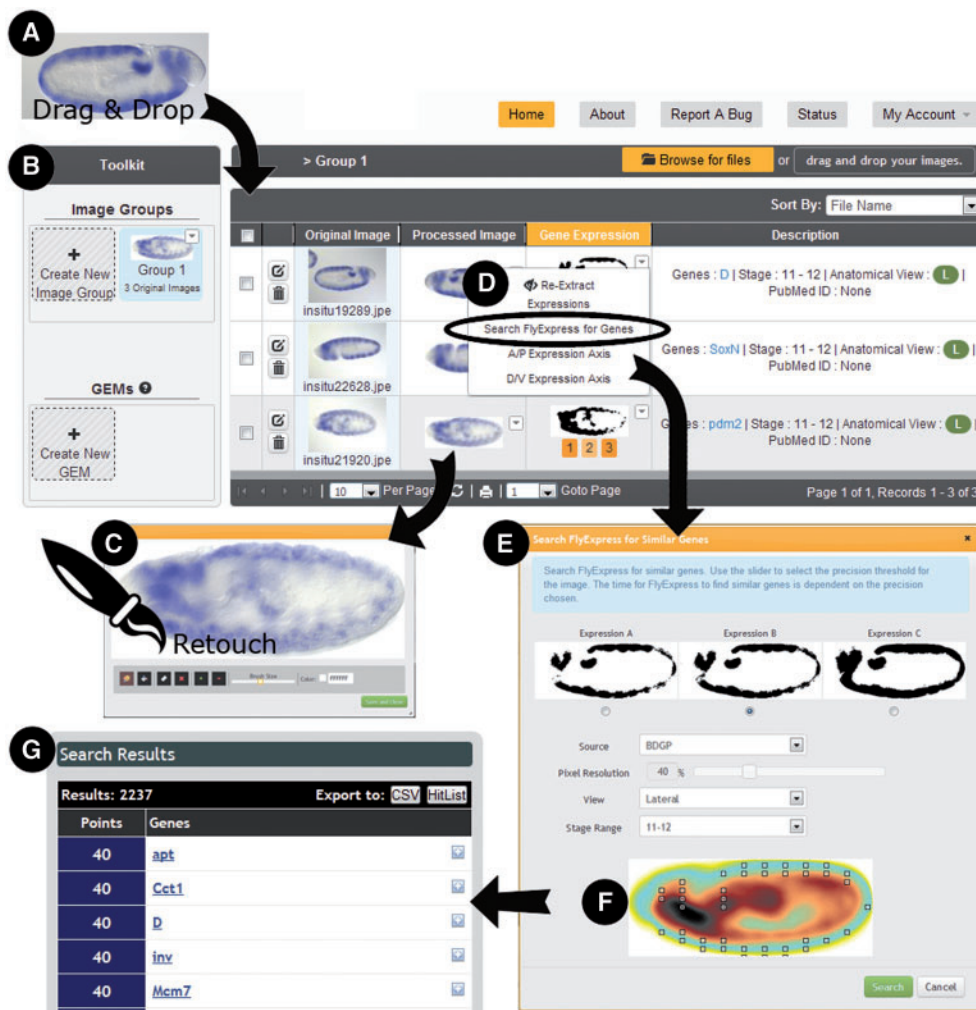 A
Drag & Drop
Home
About
Report A Bug
Status
My Account
B
Toolkit
> Group 1
Browse for files
or
drag and drop your images.
Image Groups
+
Create New
Image Group
Group 1
3 Original Images
GEMs ?
+
Create New
GEM
Sort By: File Name
Original Image
Processed Image
Gene Expression
Description
insitu19289.jpe
Genes : D | Stage : 11 - 12 | Anatomical View : L |
PubMed ID : None
D
Re-Extract
Expressions
Search FlyExpress for Genes
A/P Expression Axis
D/V Expression Axis
insitu22628.jpe
Genes : SoxN | Stage : 11 - 12 | Anatomical View : L |
PubMed ID : None
insitu21920.jpe
1 2 3
: pdm2 | Stage : 11 - 12 | Anatomical View : L |
PubMed ID : None
10 Per Page
1 Goto Page
Page 1 of 1, Records 1 - 3 of 3
C
Retouch
Brush Size
Color:
ffffff
Save and Close
E
Search FlyExpress for Similar Genes
Search FlyExpress for similar genes. Use the slider to select the precision threshold for
the image. The time for FlyExpress to find similar genes is dependent on the precision
chosen.
Expression A
Expression B
Expression C
Source
BDGP
Pixel Resolution
40 %
View
Lateral
Stage Range
11-12
F
Search
Cancel
G
Search Results
Results: 2237
Export to: CSV HitList
Points
Genes
40 apt
40 Cct1
40 D
40 inv
40 Mcm7